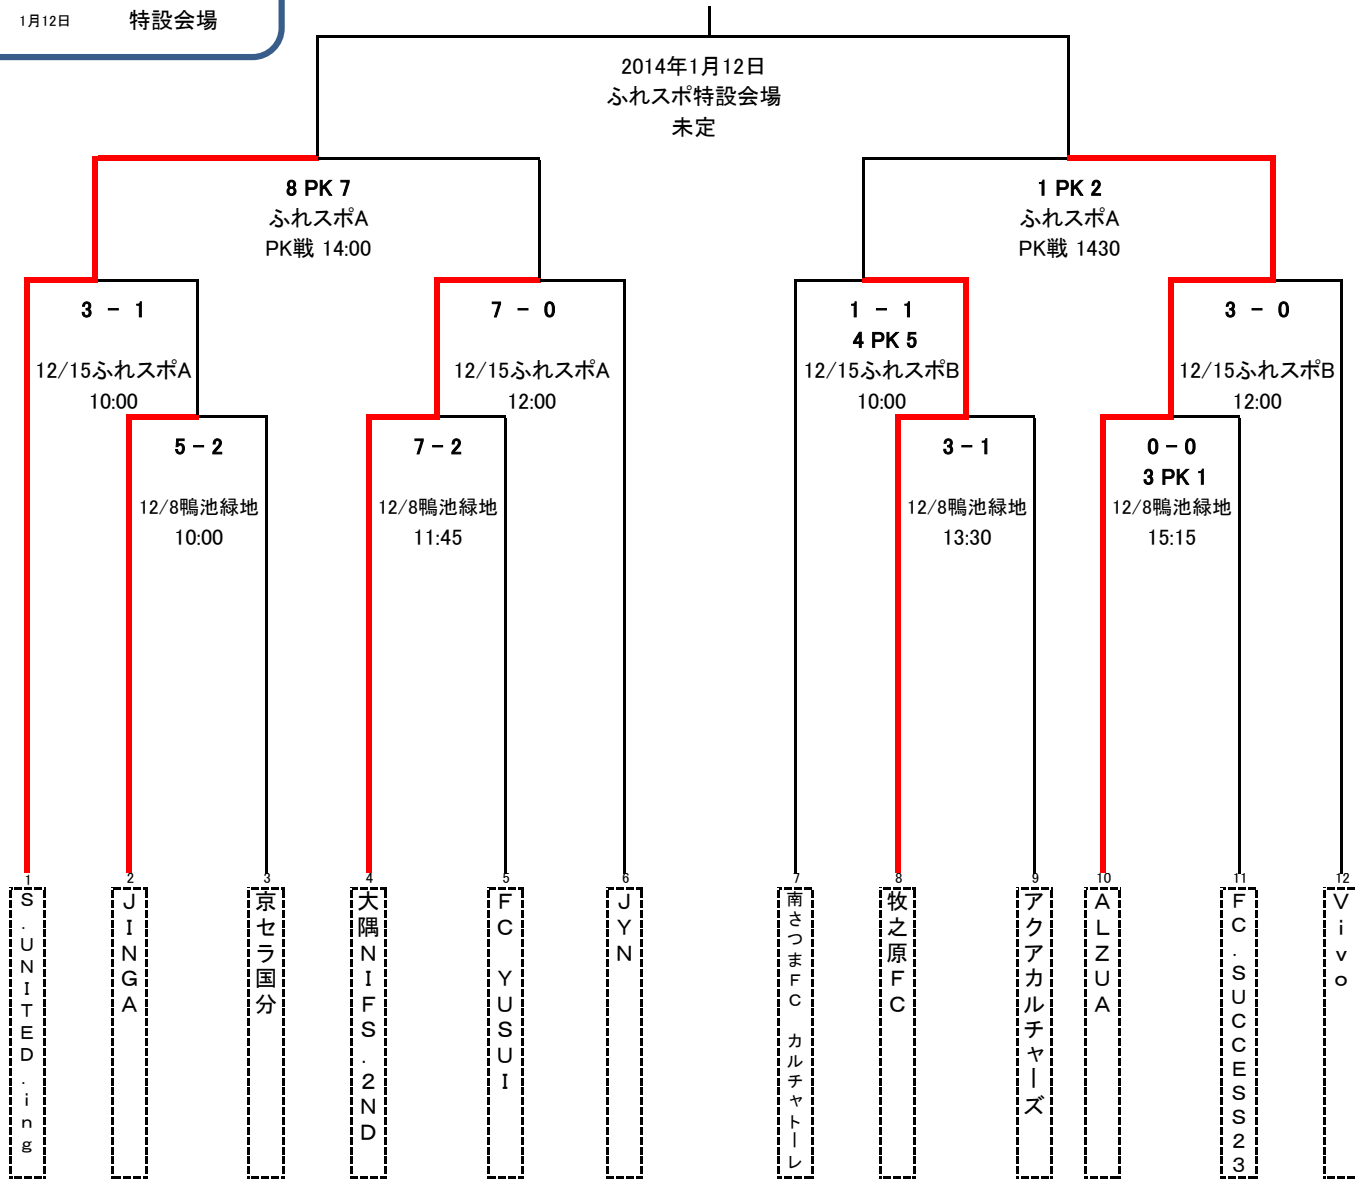 1月12日 特設会場
2014年1月12日
ふれスポ特設会場
未定
8 PK 7
ふれスポA
PK戦 14:00
1 PK 2
ふれスポA
PK戦 1430
3 － 1
12/15ふれスポA
10:00
7 － 0
12/15ふれスポA
12:00
1 － 1
4 PK 5
12/15ふれスポB
10:00
3 － 0
12/15ふれスポB
12:00
5－2
12/8鴨池緑地
10:00
7－2
12/8鴨池緑地
11:45
3－1
12/8鴨池緑地
13:30
0－0
3 PK 1
12/8鴨池緑地
15:15
1
S.UNITED.ing
2
JINGA
3
京セラ国分
4
大隅NIFS.2ND
5
FC YUSUI
6
JYN
7
南さつまFC カルチャトーレ
8
牧之原FC
9
アクアカルチャーズ
10
ALZUA
11
FC.SUCCESS23
12
Vivo